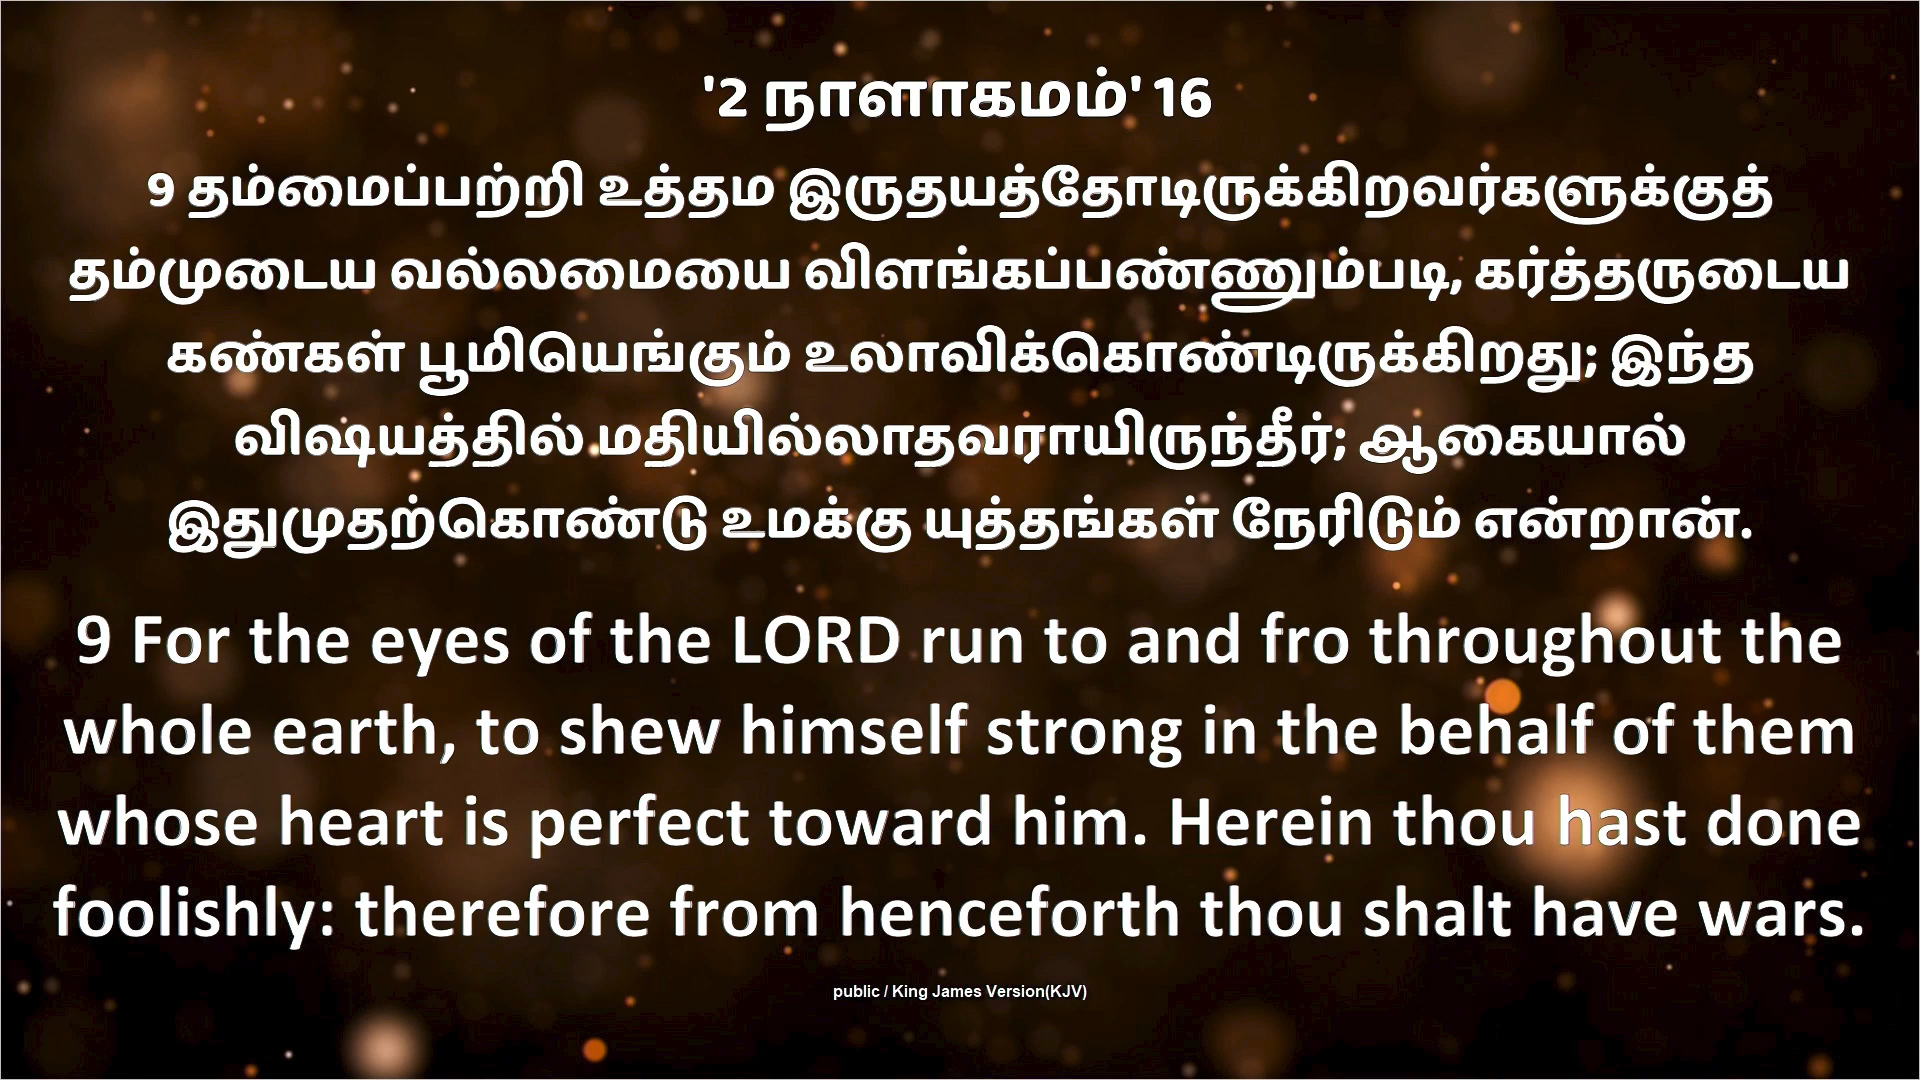 '2 நாளாகமம்' 16
9 தம்மைப்பற்றி உத்தம இருதயத்தோடிருக்கிறவர்களுக்குத்
தம்முடைய வல்லமையை விளங்கப்பண்ணும்படி, கர்த்தருடைய
கண்கள் பூமியெங்கும் உலாவிக்கொண்டிருக்கிறது; இந்த
விஷயத்தில் மதியில்லாதவராயிருந்தீர்; ஆகையால்
இதுமுதற்கொண்டு உமக்கு யுத்தங்கள் நேரிடும் என்றான்.
9 For the eyes of the LORD run to and fro throughout the
whole earth, to shew himself strong in the behalf of them
whose heart is perfect toward him. Herein thou hast done
foolishly: therefore from henceforth thou shalt have wars.
public / King James Version(KJV)